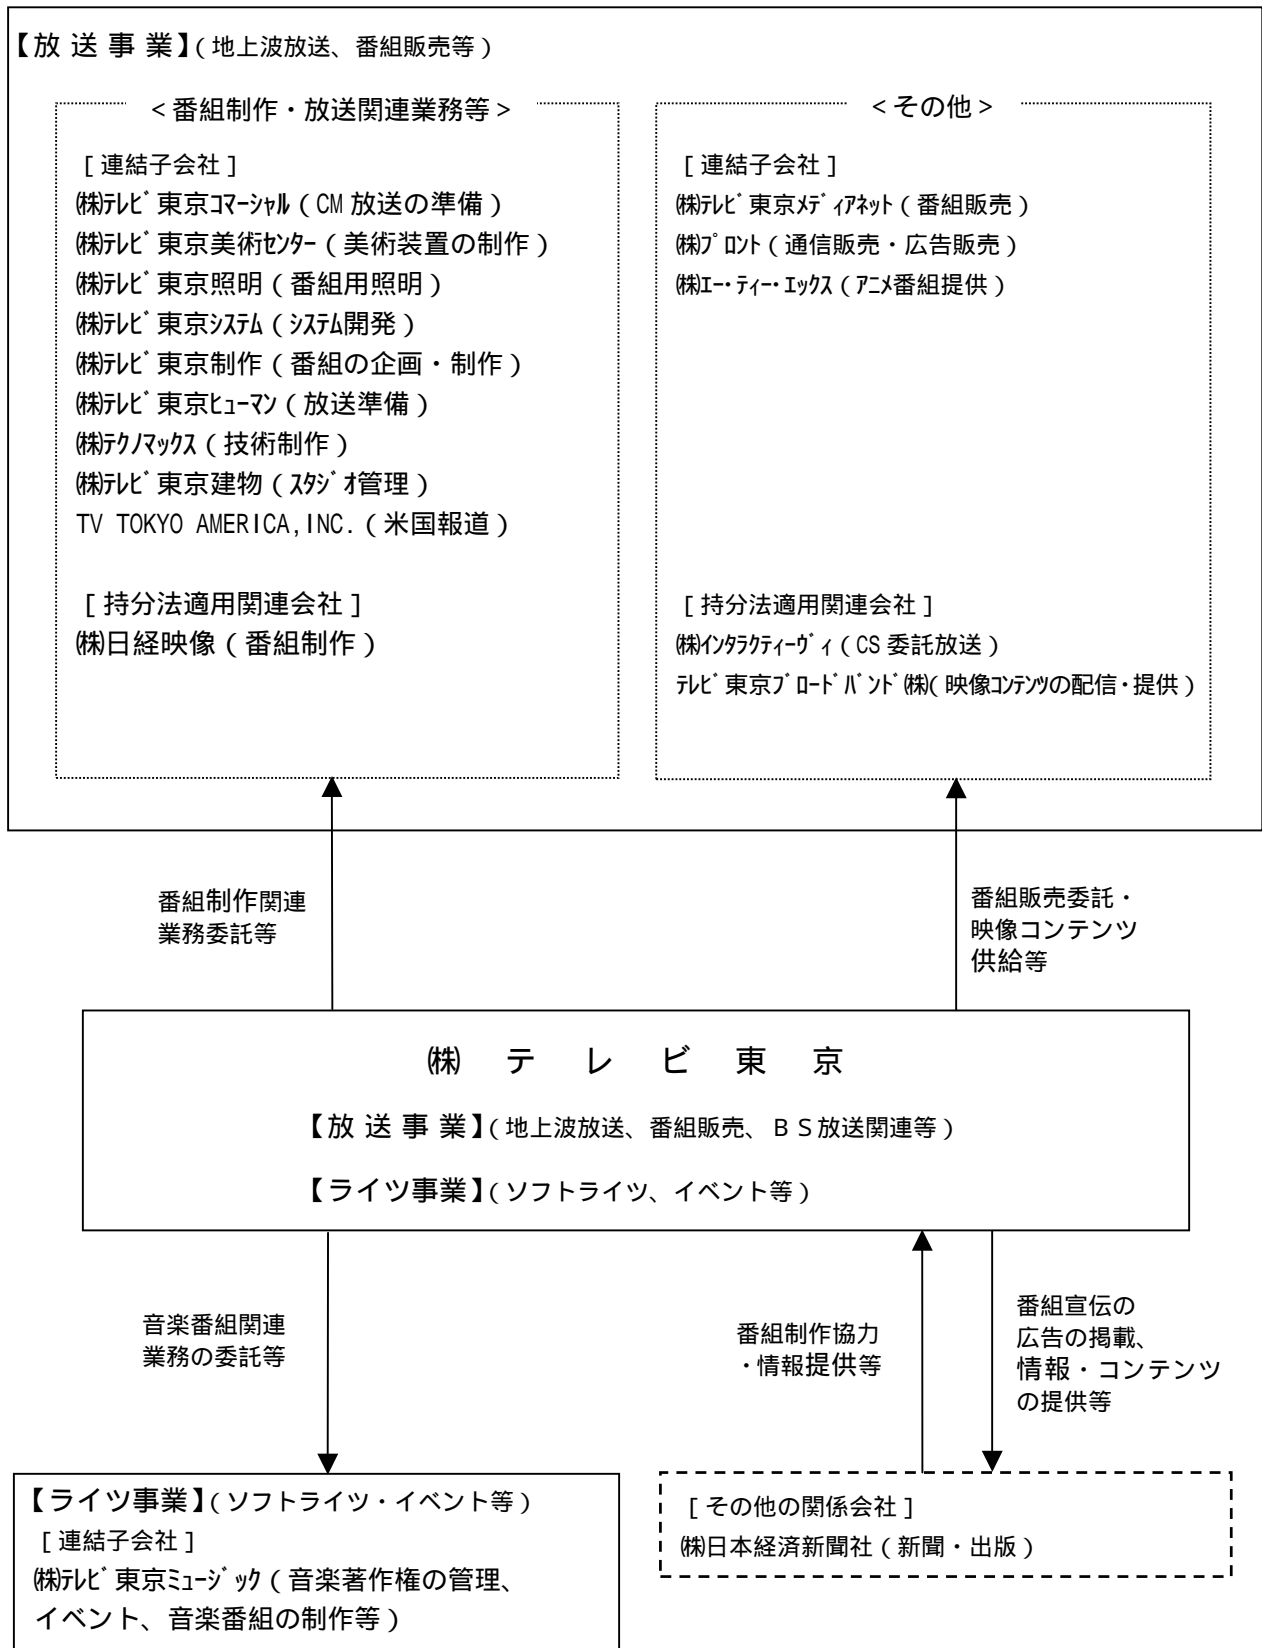 【放 送 事 業】(地上波放送、番組販売等)
<番組制作・放送関連業務等>
[連結子会社]
㈱ﾃﾚﾋﾞ東京ｺﾏｰｼｬﾙ(CM 放送の準備)
㈱ﾃﾚﾋﾞ東京美術ｾﾝﾀｰ(美術装置の制作)
㈱ﾃﾚﾋﾞ東京照明(番組用照明)
㈱ﾃﾚﾋﾞ東京ｼｽﾃﾑ(ｼｽﾃﾑ開発)
㈱ﾃﾚﾋﾞ東京制作(番組の企画・制作)
㈱ﾃﾚﾋﾞ東京ﾋｭｰﾏﾝ(放送準備)
㈱ﾃｸﾉﾏｯｸｽ(技術制作)
㈱ﾃﾚﾋﾞ東京建物(ｽﾀｼﾞｵ管理)
TV TOKYO AMERICA,INC.(米国報道)
[持分法適用関連会社]
㈱日経映像(番組制作)
<その他>
[連結子会社]
㈱ﾃﾚﾋﾞ東京ﾒﾃﾞｨｱﾈｯﾄ(番組販売)
㈱ﾌﾟﾛﾝﾄ(通信販売・広告販売)
㈱ｴｰ･ﾃｨｰ･ｴｯｸｽ(ｱﾆﾒ番組提供)
[持分法適用関連会社]
㈱ｲﾝﾀﾗｸﾃｨｰｳﾞｨ(CS 委託放送)
ﾃﾚﾋﾞ東京ﾌﾞﾛｰﾄﾞﾊﾞﾝﾄﾞ㈱(映像ｺﾝﾃﾝﾂの配信・提供)
番組制作関連
業務委託等
番組販売委託・
映像コンテンツ
供給等
㈱ テ レ ビ 東 京
【放 送 事 業】(地上波放送、番組販売、ＢＳ放送関連等)
【ライツ事業】(ソフトライツ、イベント等)
音楽番組関連
業務の委託等
番組制作協力
・情報提供等
番組宣伝の
広告の掲載、
情報・コンテンツ
の提供等
【ライツ事業】(ソフトライツ・イベント等)
[連結子会社]
㈱ﾃﾚﾋﾞ東京ﾐｭｰｼﾞｯｸ(音楽著作権の管理、
イベント、音楽番組の制作等)
[その他の関係会社]
㈱日本経済新聞社(新聞・出版)